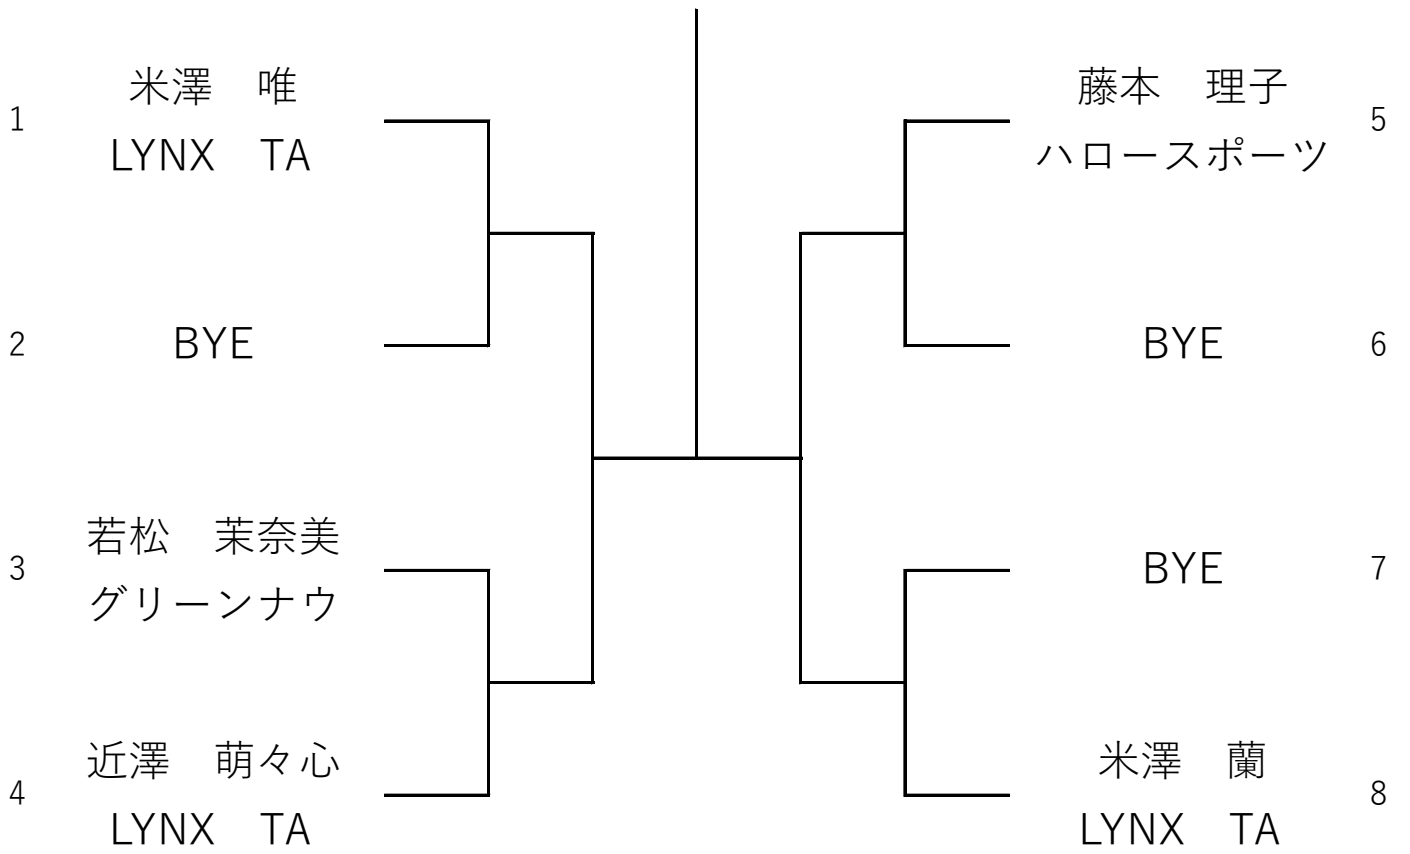 1
米澤　唯
LYNX　TA
2
BYE
3
若松　茉奈美
グリーンナウ
4
近澤　萌々心
LYNX　TA
藤本　理子
ハロースポーツ
5
BYE
6
BYE
7
米澤　蘭
LYNX　TA
8